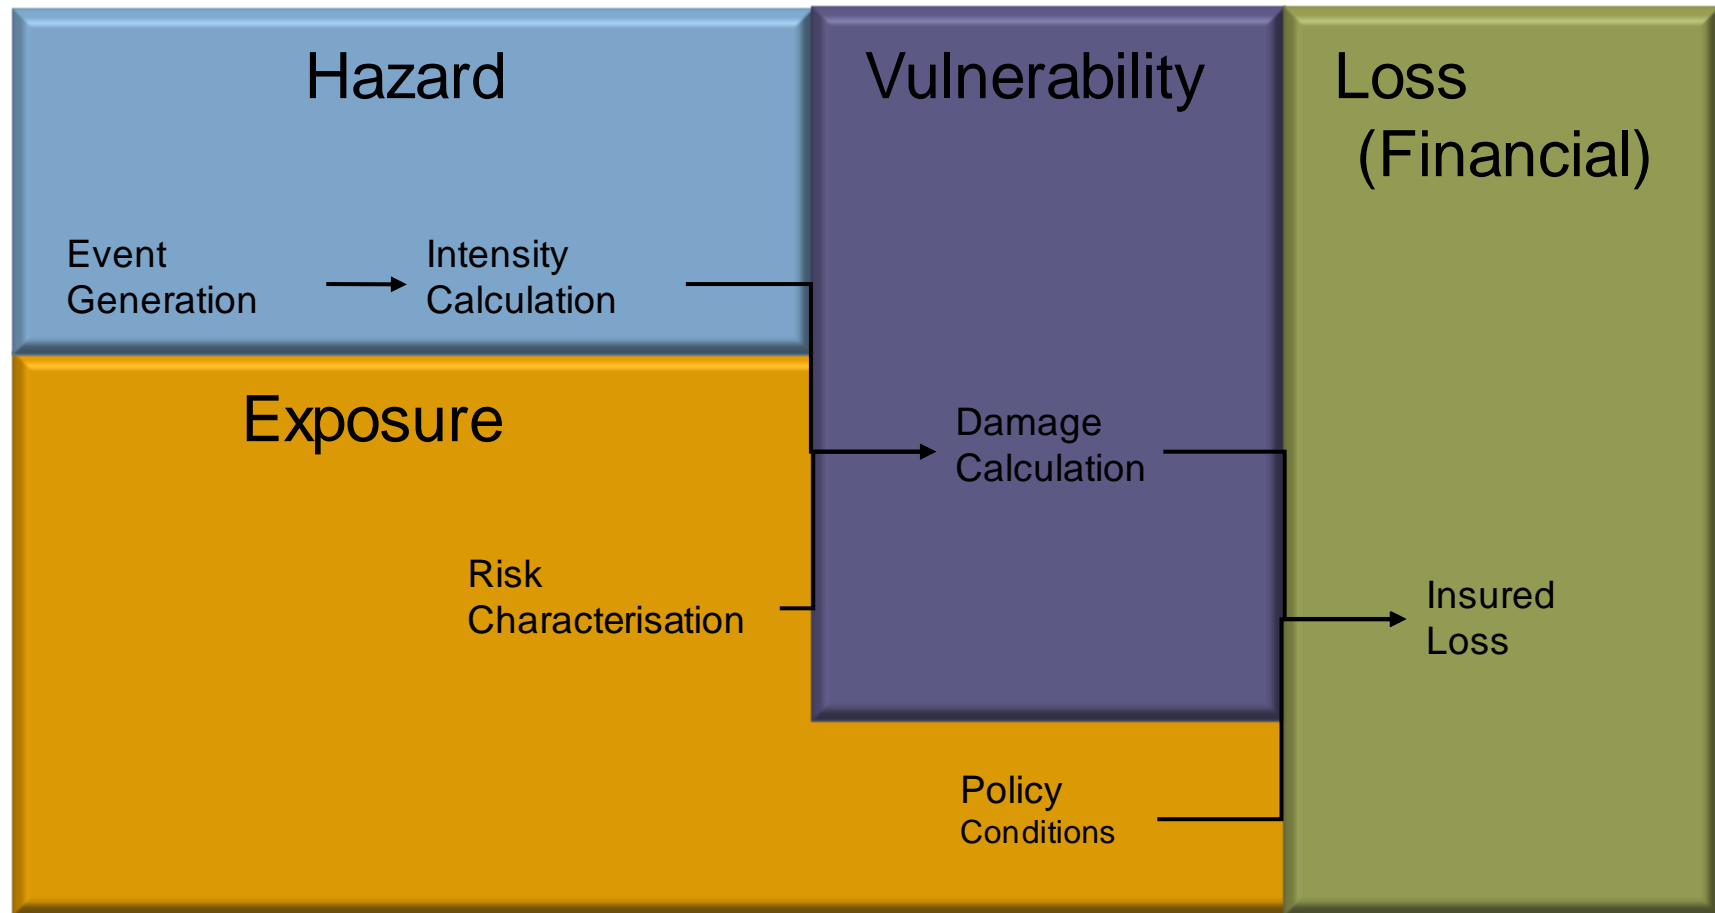 Hazard
Vulnerability
Loss
(Financial)
Event
Generation
Intensity
Calculation
Exposure
Damage
Calculation
Risk
Characterisation
Insured
Loss
Policy
Conditions